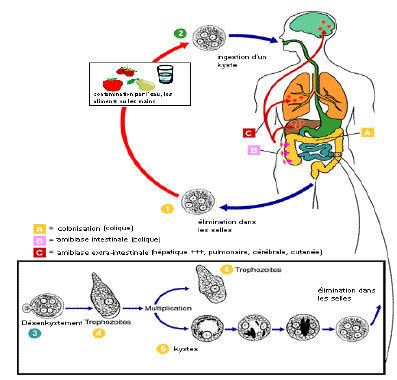 2
ingestion d'un
kyste
contamination par l'eau, les
aliments ou les mains
C
B
A
1
élimination dans
les selles
A = colonisation (colique)
B = amibiase intestinale (colique)
C = amibiase extra-intestinale (hépatique +++, pulmonaire, cérébrale, cutanée)
4 Trophozoites
élimination dans
les selles
Désenkystement
Trophozoites
Multiplication
3
4
5 kystes